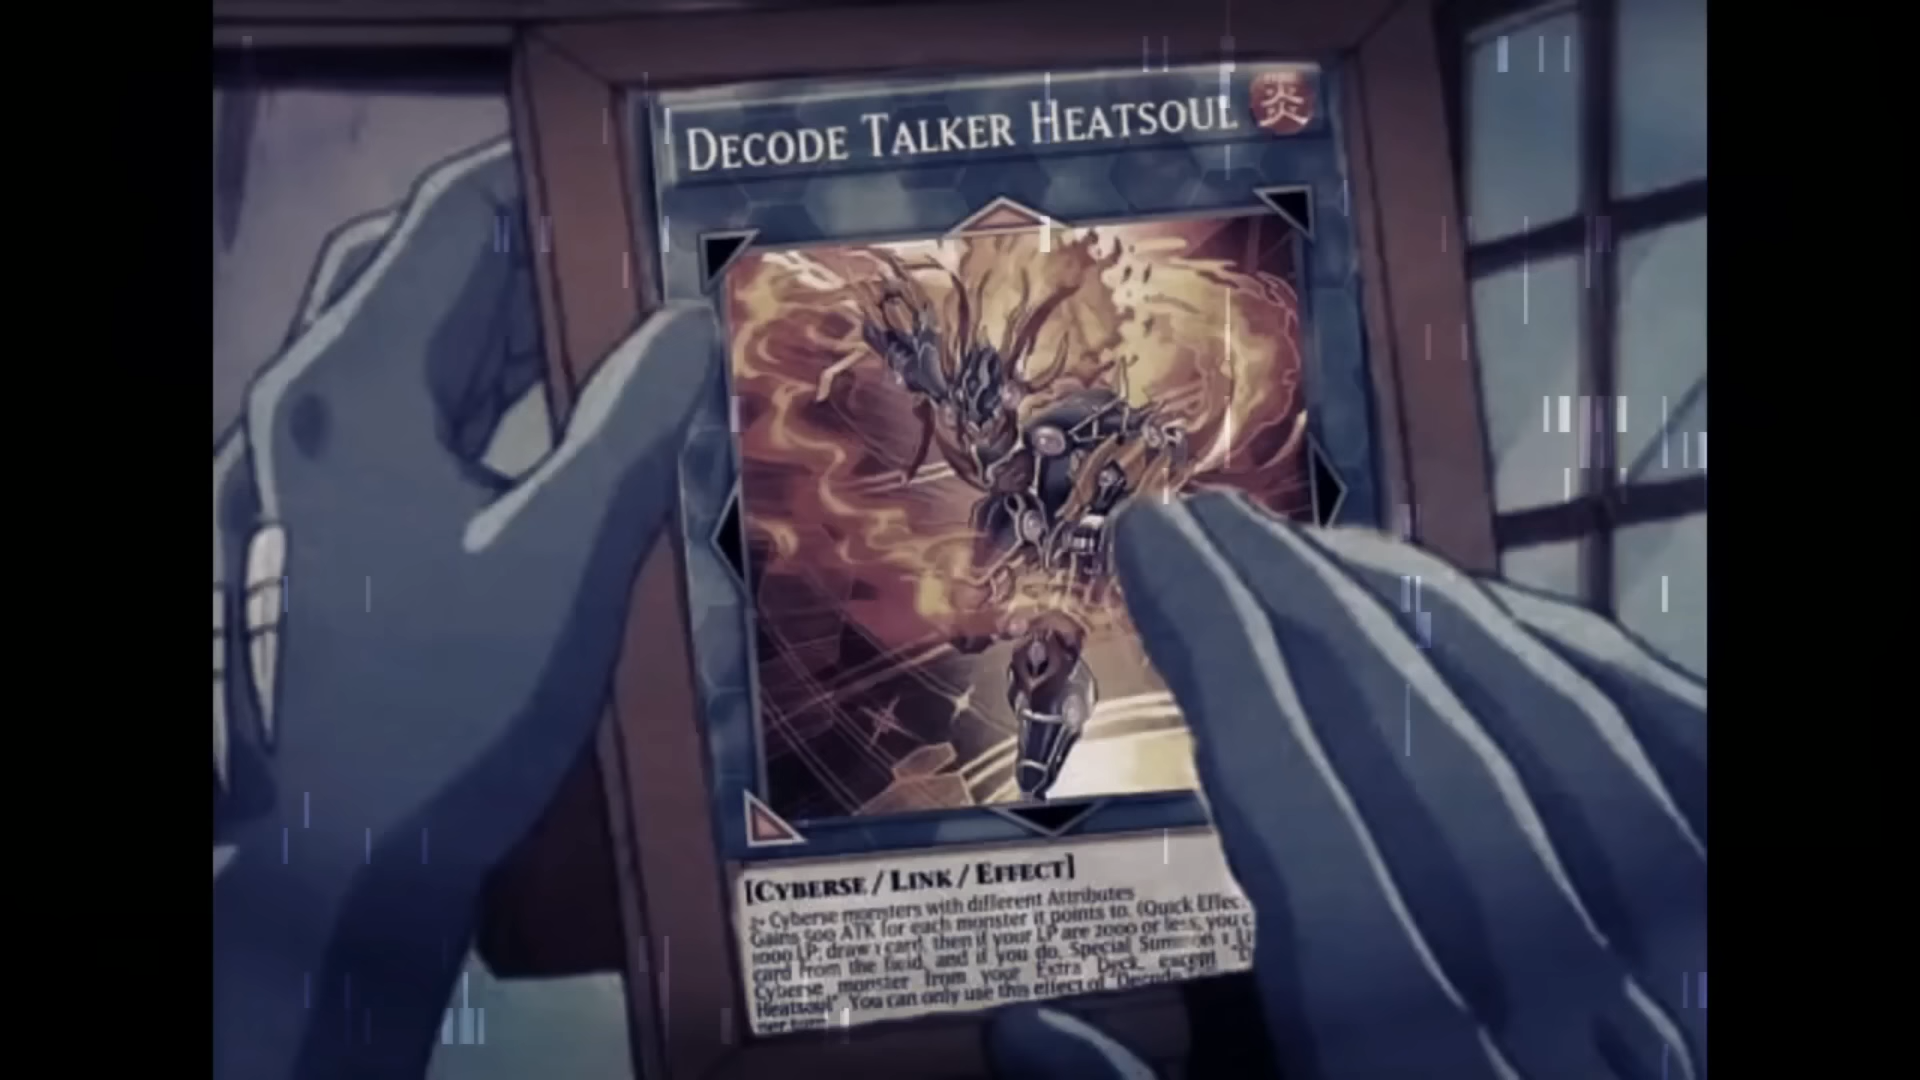 DECODE TALKER HEATSOUL
炎
[CYBERSE / LINK / EFFECT]
2+ Cyberse monsters with different Attributes
Gains 500 ATK for each monster it points to. (Quick Effec
1000 LP; draw 1 card, then if your LP are 2000 or less, you c
card from the field, and if you do, Special Summon 1 Li
Cyberse monster from your Extra Deck, except "D
Heatsoul". You can only use this effect of "Decode
per turn.